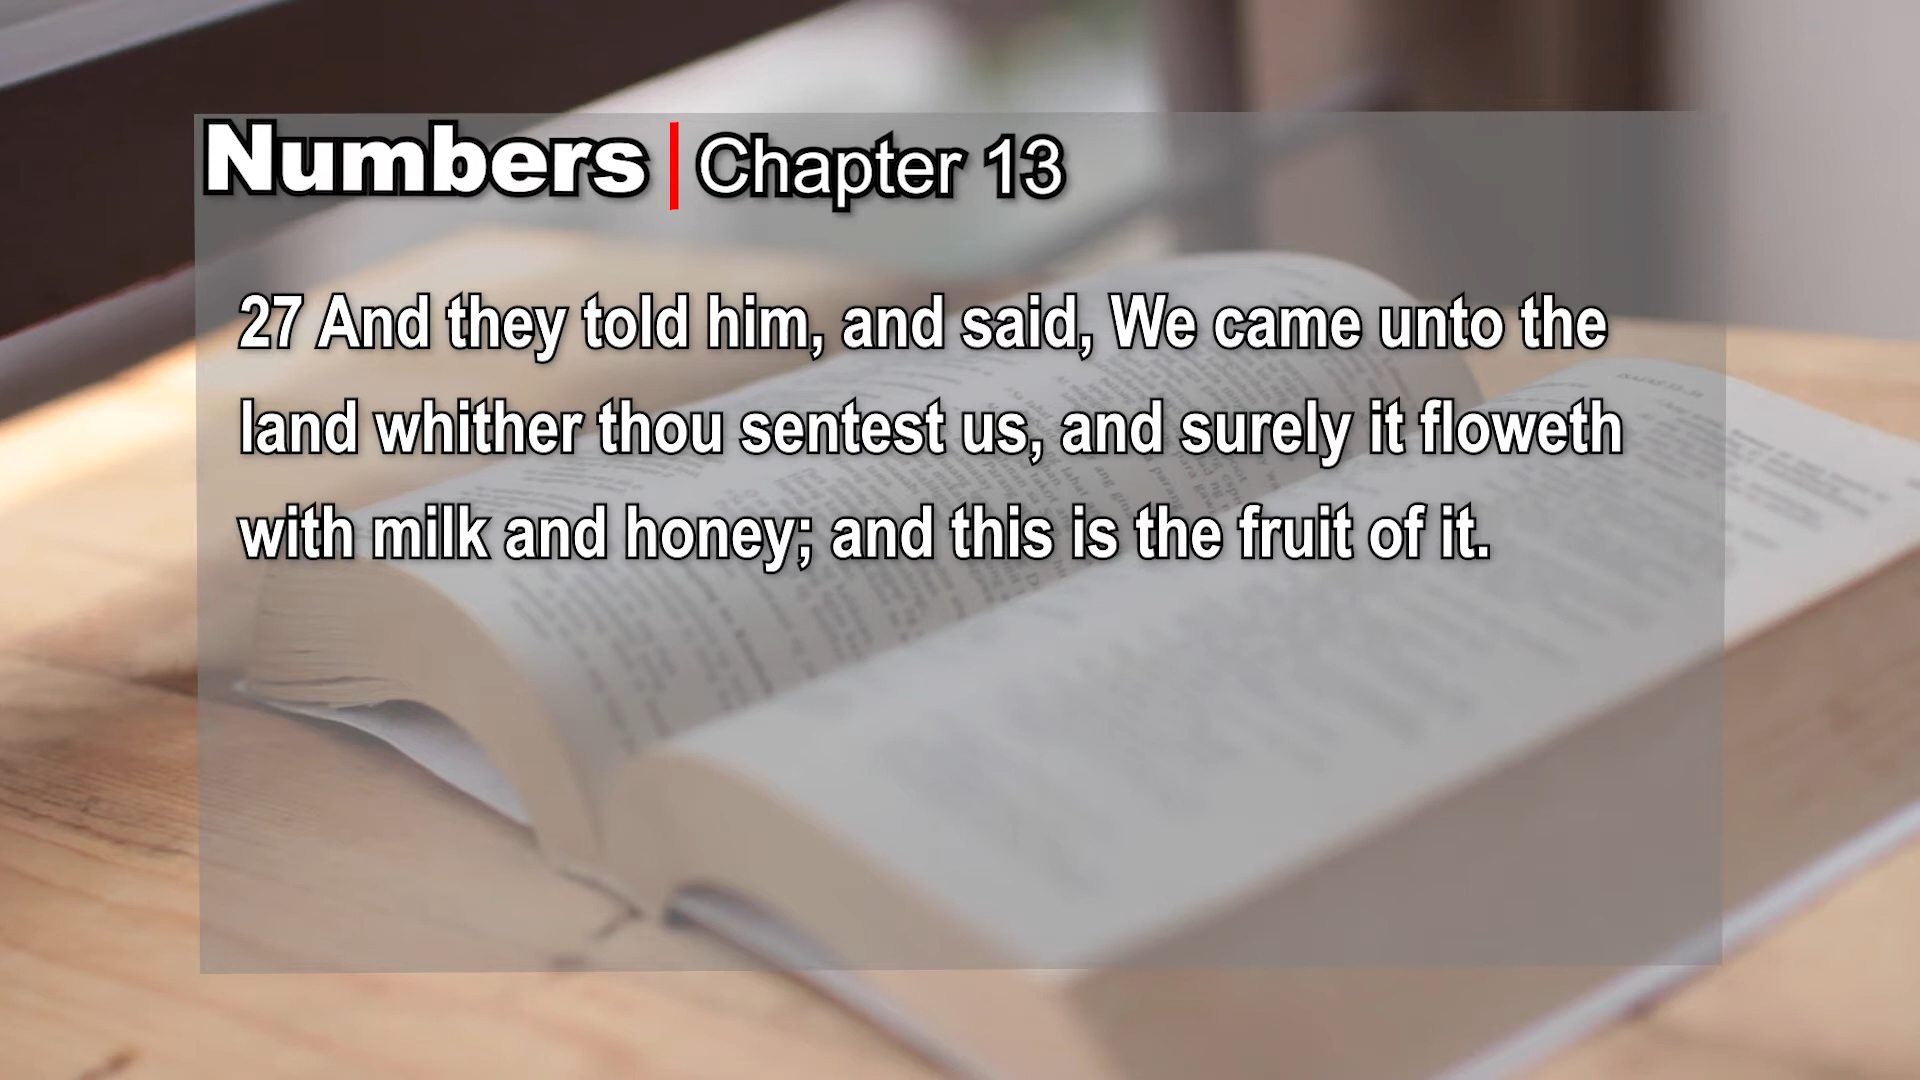 Numbers | Chapter 13
27 And they told him, and said, We came unto the
land whither thou sentest us, and surely it floweth
with milk and honey; and this is the fruit of it.